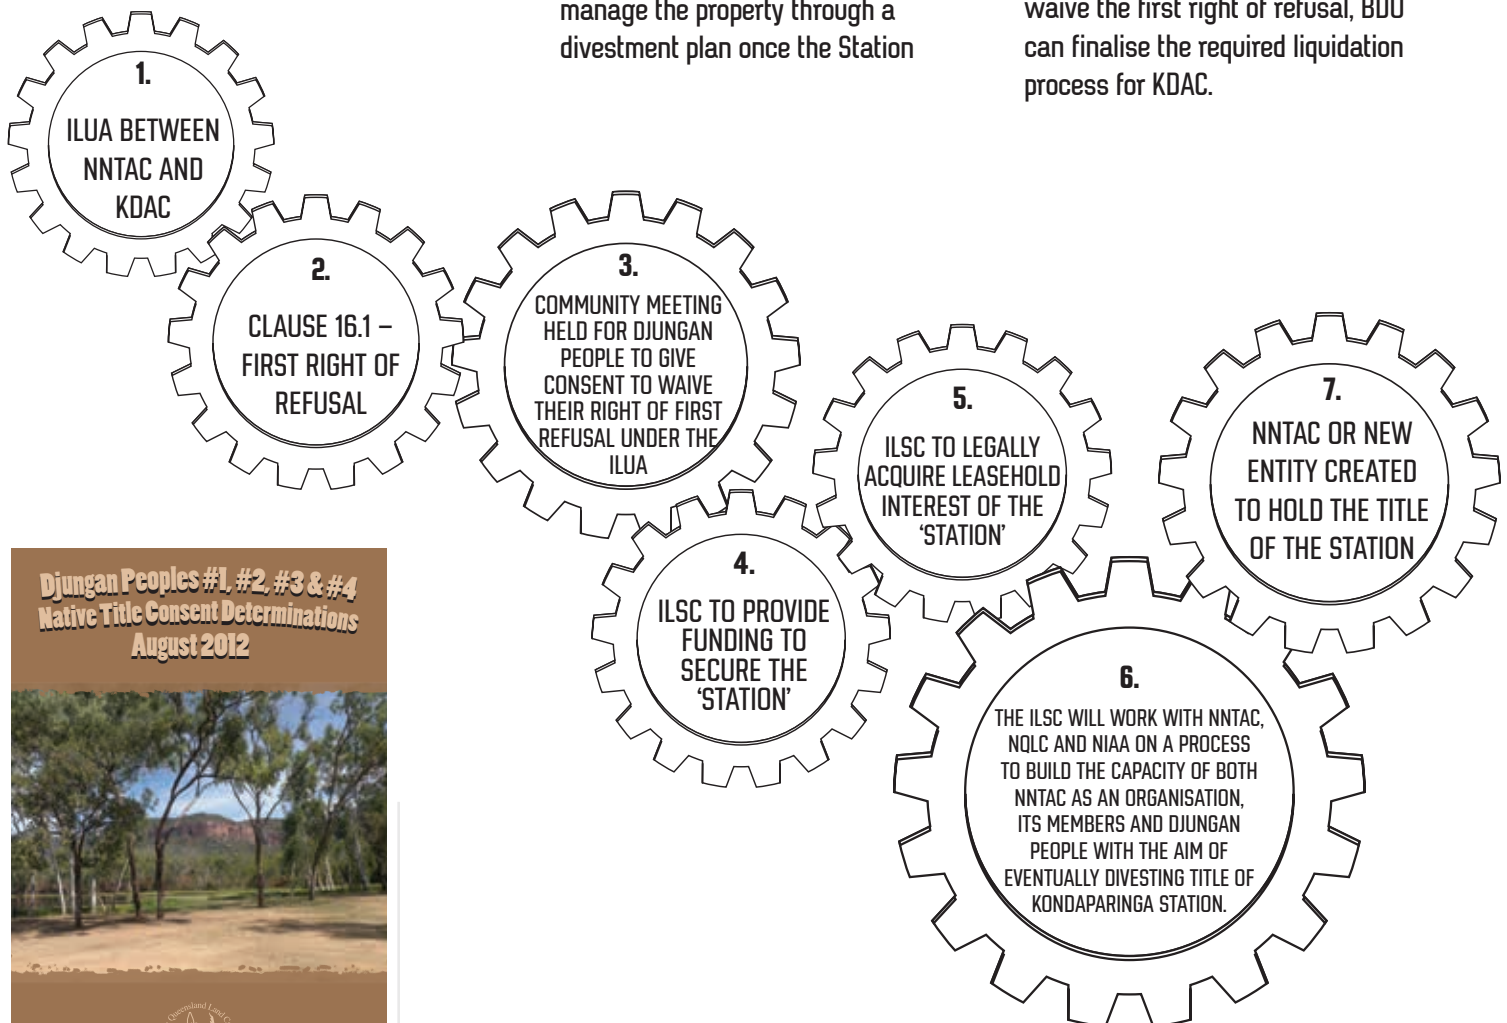 manage the property through a
divestment plan once the Station
waive the first right of refusal, BDO
can finalise the required liquidation
process for KDAC.
1.
ILUA BETWEEN
NNTAC AND
KDAC
2.
CLAUSE 16.1 –
FIRST RIGHT OF
REFUSAL
3.
COMMUNITY MEETING
HELD FOR DJUNGAN
PEOPLE TO GIVE
CONSENT TO WAIVE
THEIR RIGHT OF FIRST
REFUSAL UNDER THE
ILUA
4.
ILSC TO PROVIDE
FUNDING TO
SECURE THE
‘STATION’
5.
ILSC TO LEGALLY
ACQUIRE LEASEHOLD
INTEREST OF THE
‘STATION’
6.
THE ILSC WILL WORK WITH NNTAC,
NQLC AND NIAA ON A PROCESS
TO BUILD THE CAPACITY OF BOTH
NNTAC AS AN ORGANISATION,
ITS MEMBERS AND DJUNGAN
PEOPLE WITH THE AIM OF
EVENTUALLY DIVESTING TITLE OF
KONDAPARINGA STATION.
7.
NNTAC OR NEW
ENTITY CREATED
TO HOLD THE TITLE
OF THE STATION
Djungan Peoples #1, #2, #3 & #4
Native Title Consent Determinations
August 2012
Queensland Land